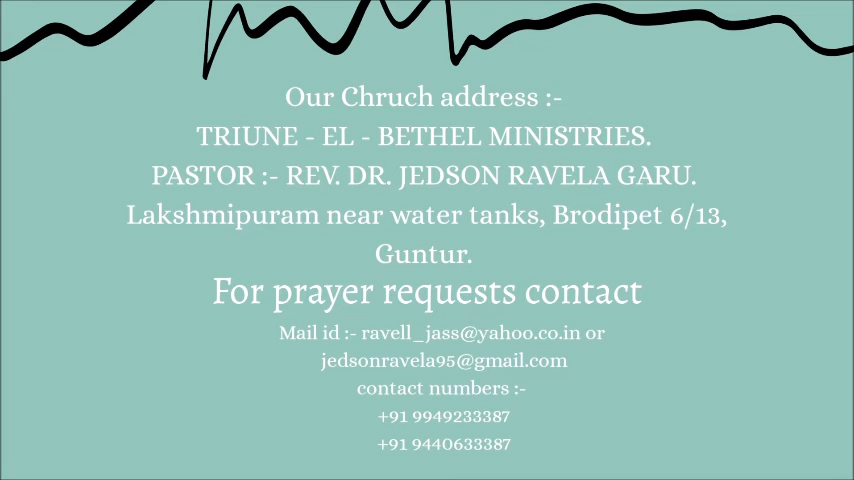 Our Chruch address :-
TRIUNE - EL - BETHEL MINISTRIES.
PASTOR :- REV. DR. JEDSON RAVELA GARU.
Lakshmipuram near water tanks, Brodipet 6/13,
Guntur.
For prayer requests contact
Mail id :- ravell_jass@yahoo.co.in or
jedsonravela95@gmail.com
contact numbers :-
+91 9949233387
+91 9440633387